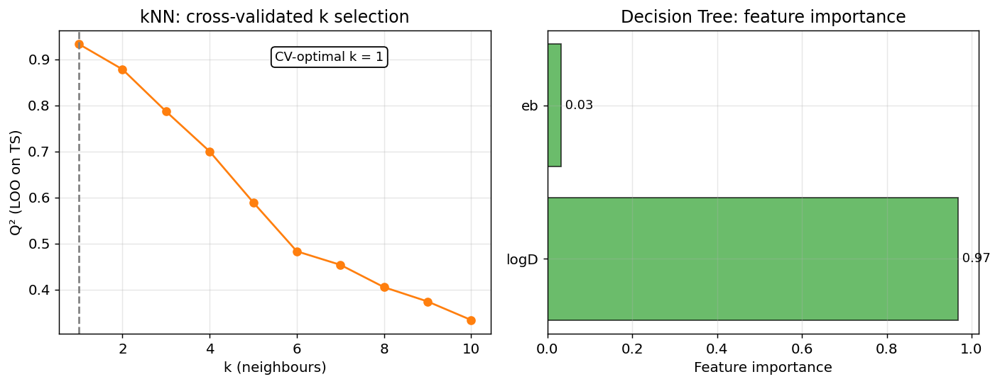 kNN: cross-validated k selection
CV-optimal k = 1
Q² (LOO on TS)
0.9
0.8
0.7
0.6
0.5
0.4
2 4 6 8 10
k (neighbours)
Decision Tree: feature importance
eb
0.03
logD
0.97
0.0 0.2 0.4 0.6 0.8 1.0
Feature importance